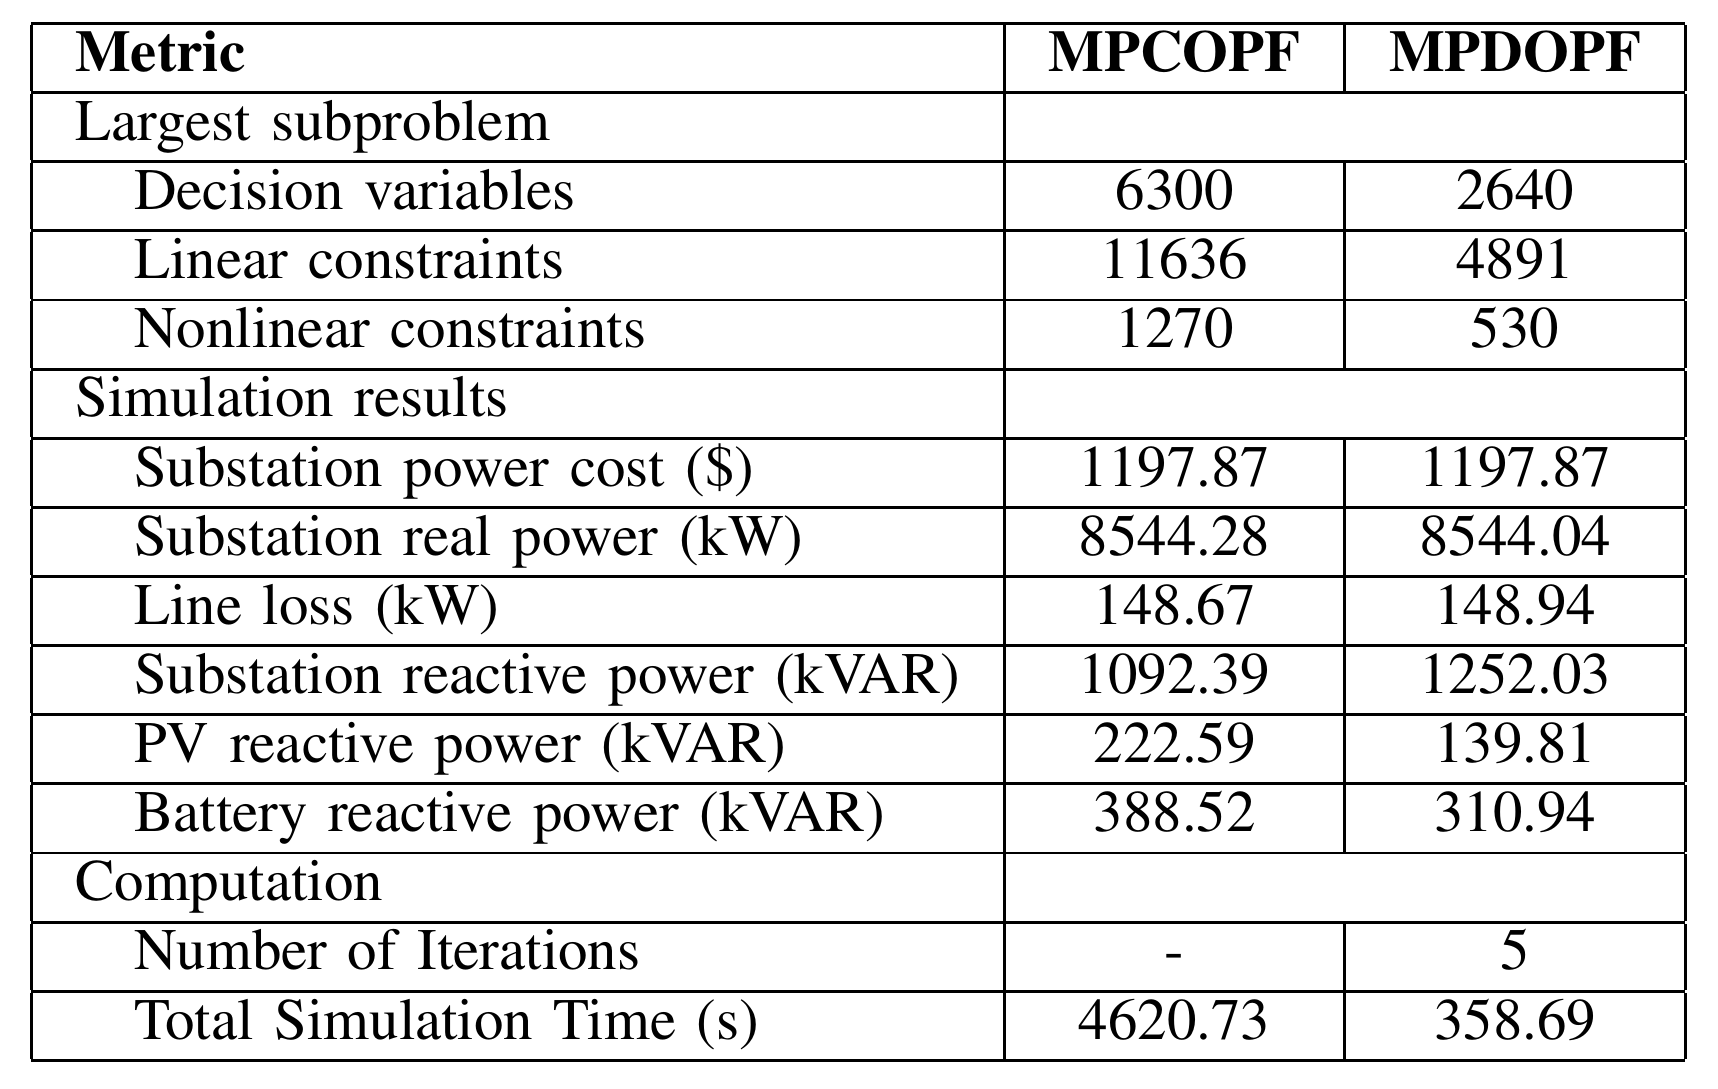 Metric MPCOPF MPDOPF
Largest subproblem
Decision variables 6300 2640
Linear constraints 11636 4891
Nonlinear constraints 1270 530
Simulation results
Substation power cost ($) 1197.87 1197.87
Substation real power (kW) 8544.28 8544.04
Line loss (kW) 148.67 148.94
Substation reactive power (kVAR) 1092.39 1252.03
PV reactive power (kVAR) 222.59 139.81
Battery reactive power (kVAR) 388.52 310.94
Computation
Number of Iterations - 5
Total Simulation Time (s) 4620.73 358.69